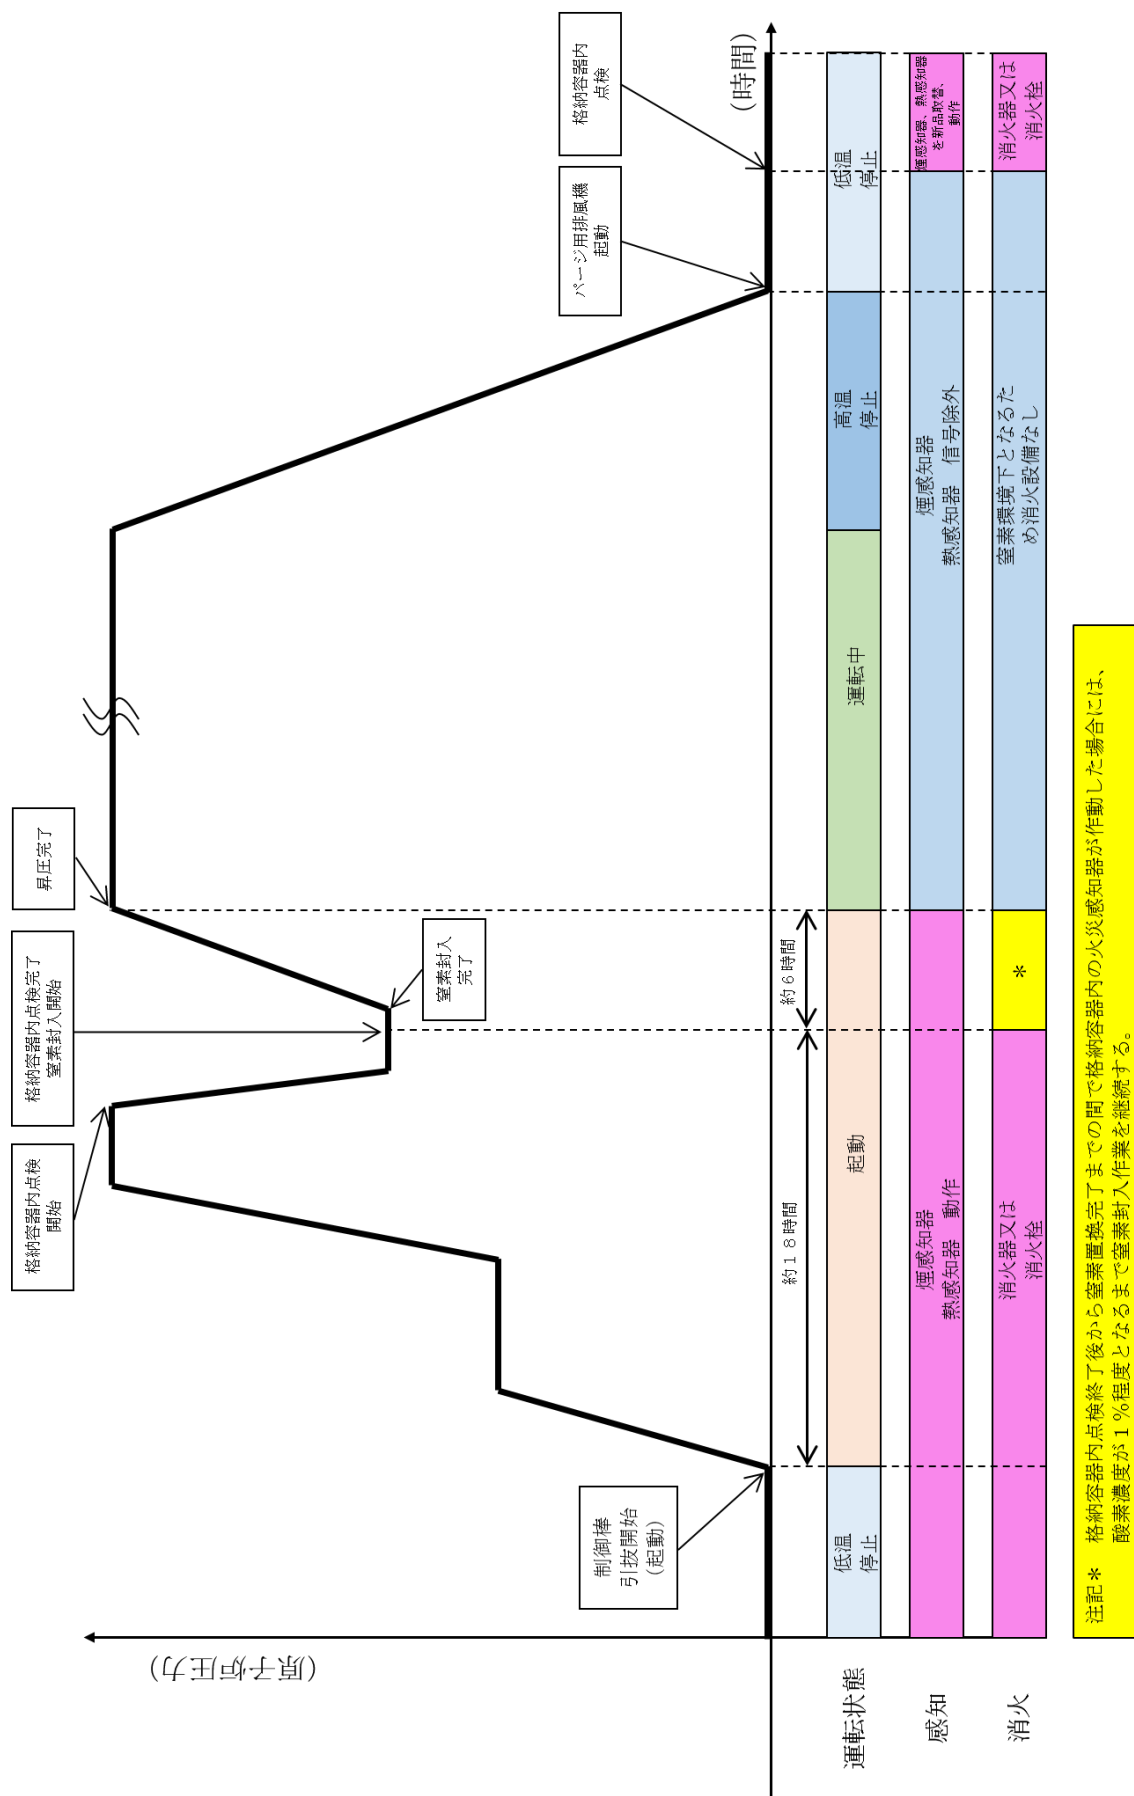 (原子炉圧力)
格納容器内点検
開始
格納容器内点検完了
窒素封入開始
昇圧完了
窒素封入
完了
制御棒
引抜開始
(起動)
パージ用排風機
起動
格納容器内
点検
(時間)
約18時間
約6時間
運転状態
低温
停止
起動
運転中
高温
停止
低温
停止
感知
煙感知器
熱感知器 動作
煙感知器
熱感知器 信号除外
煙感知器、熱感知器
を新品取替、
動作
消火
消火器又は
消火栓
*
窒素環境下となるた
め消火設備なし
消火器又は
消火栓
注記* 格納容器内点検終了後から窒素置換完了までの間で格納容器内の火災感知器が作動した場合には、
酸素濃度が1%程度となるまで窒素封入作業を継続する。